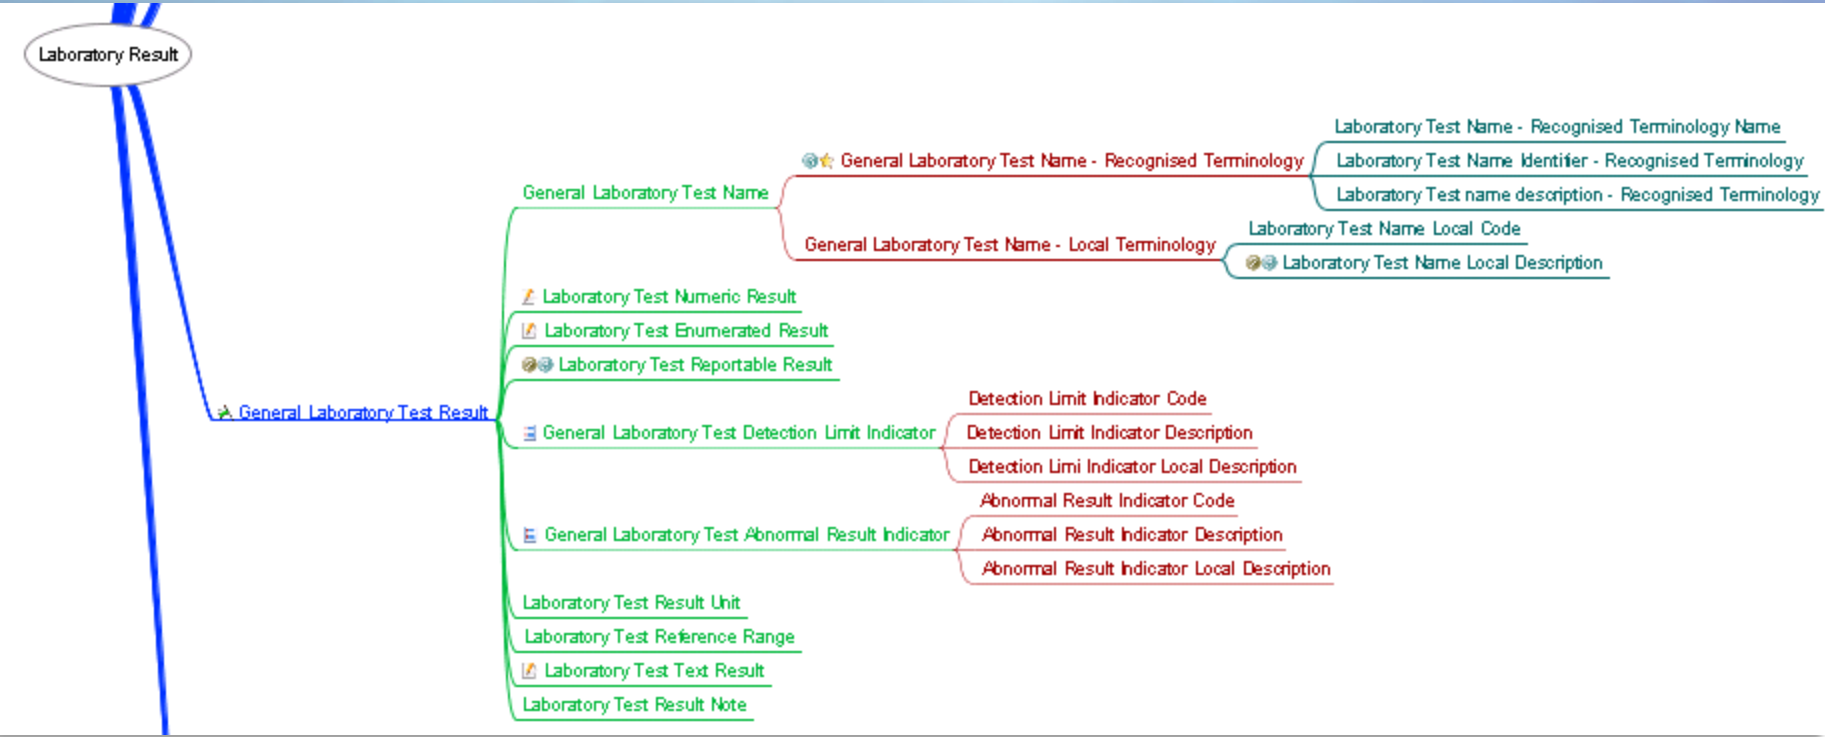 Laboratory Result
Laboratory Test Name - Recognised Terminology Name
General Laboratory Test Name - Recognised Terminology
Laboratory Test Name Identifier - Recognised Terminology
General Laboratory Test Name
Laboratory Test name description - Recognised Terminology
Laboratory Test Name Local Code
General Laboratory Test Name - Local Terminology
Laboratory Test Name Local Description
Laboratory Test Numeric Result
Laboratory Test Enumerated Result
Laboratory Test Reportable Result
General Laboratory Test Result
Detection Limit Indicator Code
General Laboratory Test Detection Limit Indicator
Detection Limit Indicator Description
Detection Limi Indicator Local Description
Abnormal Result Indicator Code
General Laboratory Test Abnormal Result Indicator
Abnormal Result Indicator Description
Abnormal Result Indicator Local Description
Laboratory Test Result Unit
Laboratory Test Reference Range
Laboratory Test Text Result
Laboratory Test Result Note